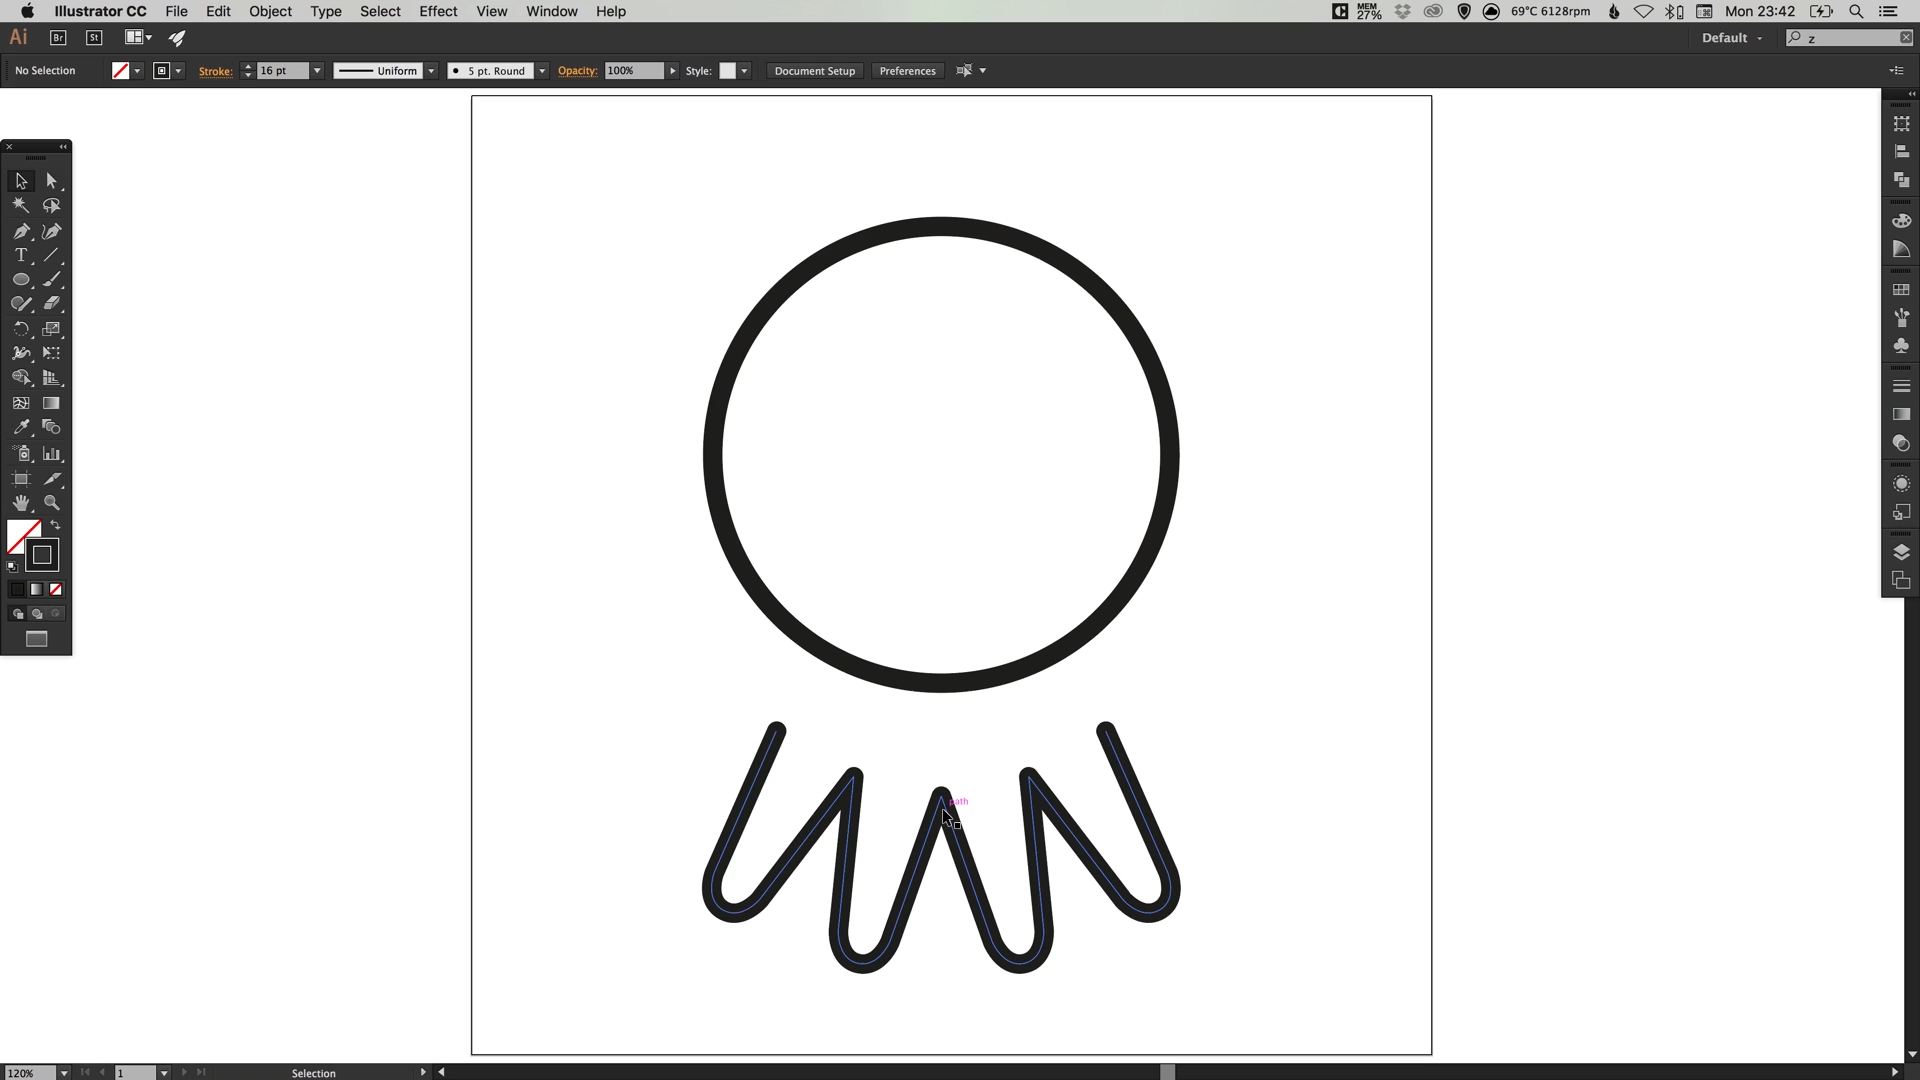 Illustrator CC File Edit Object Type Select Effect View Window Help MEM 27% 69°C 6128rpm Mon 23:42
Ai Br St Default z
No Selection Stroke: 16 pt Uniform 5 pt. Round Opacity: 100% Style: Document Setup Preferences
T
path
120% 1 Selection